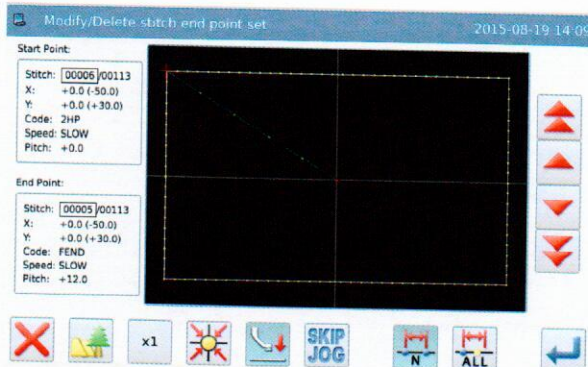 Modify/Delete stitch end point set 2015-08-19 14:09
Start Point:
Stitch: 00006/00113
X: +0.0 (-50.0)
Y: +0.0 (+30.0)
Code: 2HP
Speed: SLOW
Pitch: +0.0
End Point:
Stitch: 00005/00113
X: +0.0 (-50.0)
Y: +0.0 (+30.0)
Code: FEND
Speed: SLOW
Pitch: +12.0
x1
SKIP
JOG
N
ALL